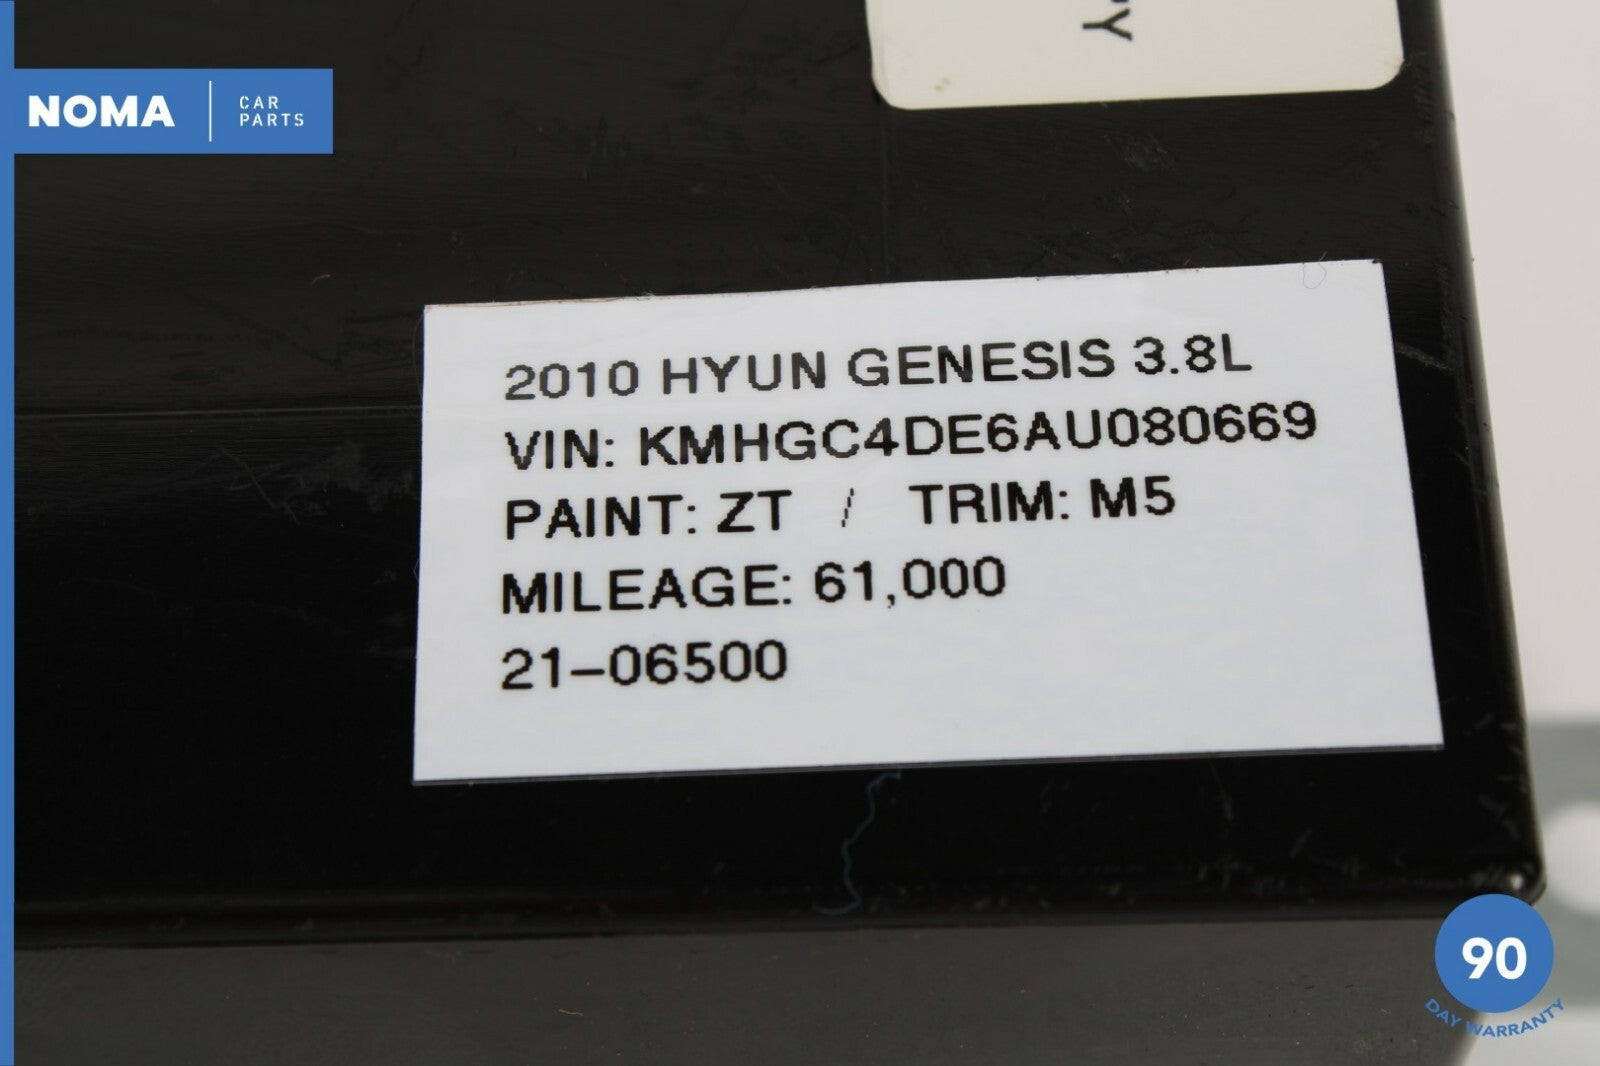 NOMA
CAR
PARTS
2010 HYUN GENESIS 3.8L
VIN: KMHGC4DE6AU080669
PAINT: ZT / TRIM: M5
MILEAGE: 61,000
21-06500
90
DAY WARRANTY